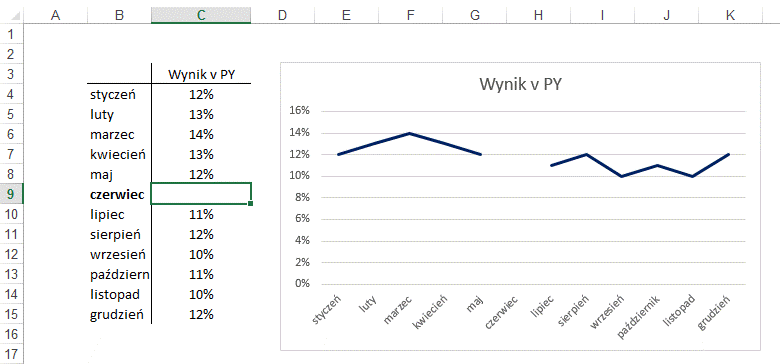 A B C D E F G H I J K
1
2
3 Wynik v PY
4 styczeń 12%
5 luty 13%
6 marzec 14%
7 kwiecień 13%
8 maj 12%
9 czerwiec
10 lipiec 11%
11 sierpień 12%
12 wrzesień 10%
13 październ 11%
14 listopad 10%
15 grudzień 12%
16
17
Wynik v PY
16%
14%
12%
10%
8%
6%
4%
2%
0%
styczeń luty marzec kwiecień maj czerwiec lipiec sierpień wrzesień październik listopad grudzień